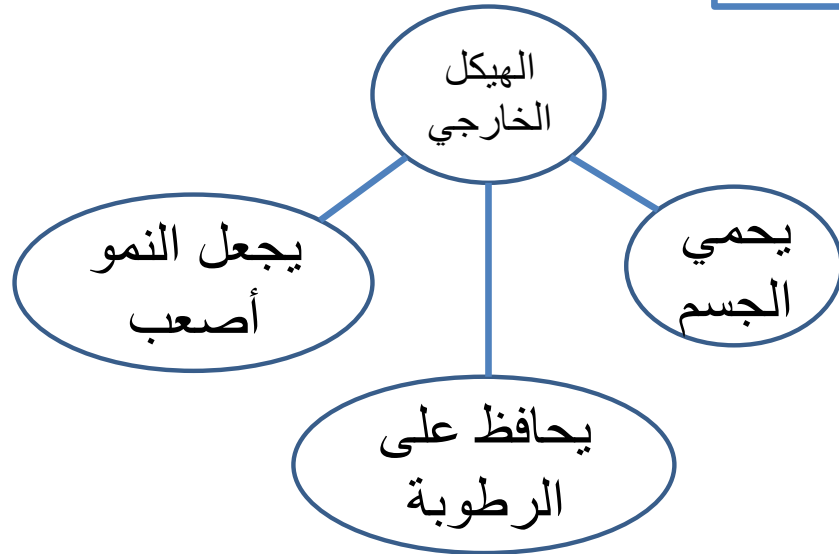 الهيكل
الخارجي
يحمي
الجسم
يجعل النمو
أصعب
يحافظ على
الرطوبة